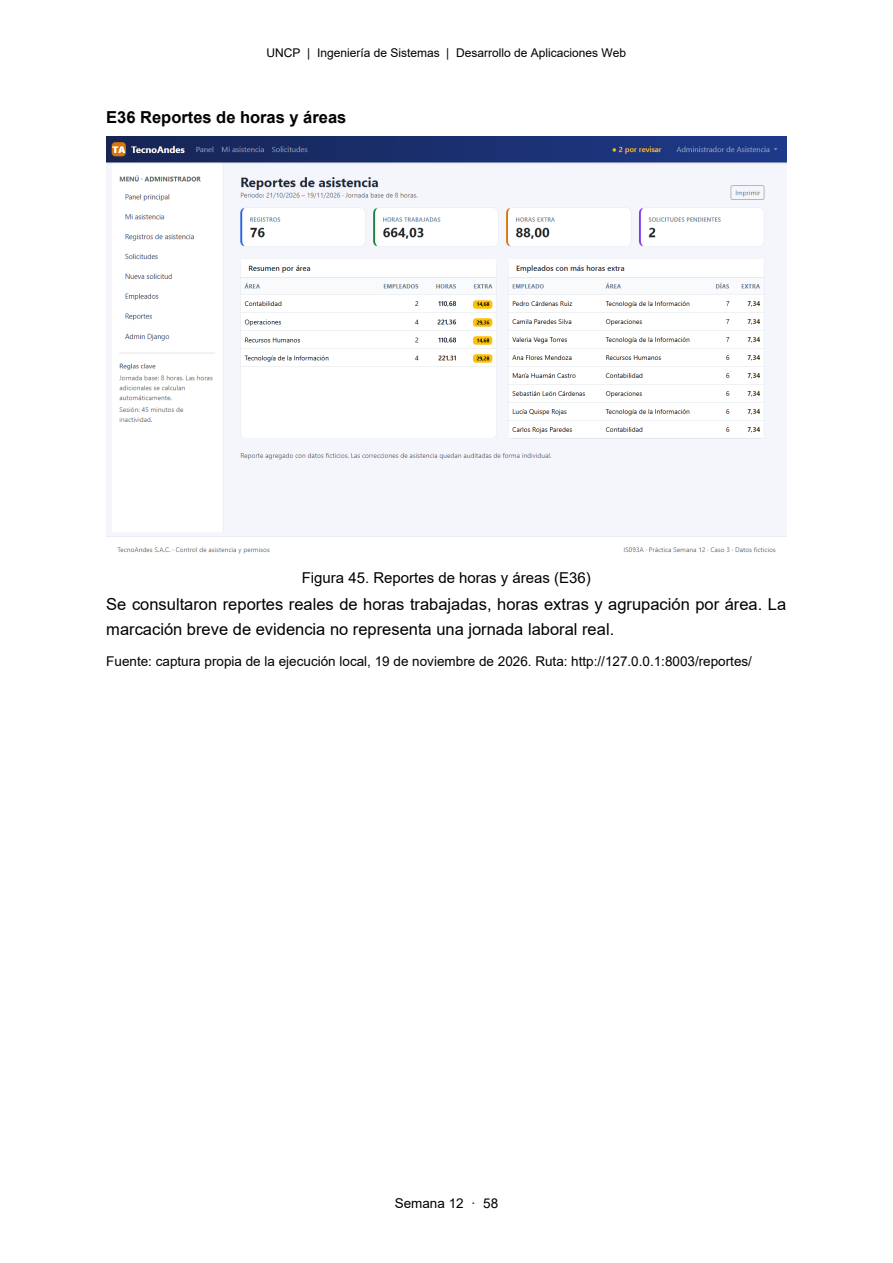 UNCP | Ingeniería de Sistemas | Desarrollo de Aplicaciones Web
E36 Reportes de horas y áreas
TA TecnoAndes Panel Mi asistencia Solicitudes ● 2 por revisar Administrador de Asistencia
MENÚ · ADMINISTRADOR
Panel principal
Mi asistencia
Registros de asistencia
Solicitudes
Nueva solicitud
Empleados
Reportes
Admin Django
Reglas clave
Jornada base: 8 horas. Las horas
adicionales se calculan
automáticamente.
Sesión: 45 minutos de
inactividad.
Reportes de asistencia
Periodo: 21/10/2026 – 19/11/2026 · Jornada base de 8 horas.
Imprimir
REGISTROS
76
HORAS TRABAJADAS
664,03
HORAS EXTRA
88,00
SOLICITUDES PENDIENTES
2
Resumen por área
ÁREA EMPLEADOS HORAS EXTRA
Contabilidad 2 110,68 14,68
Operaciones 4 221,36 29,36
Recursos Humanos 2 110,68 14,68
Tecnología de la Información 4 221,31 29,28
Empleados con más horas extra
EMPLEADO ÁREA DÍAS EXTRA
Pedro Cárdenas Ruiz Tecnología de la Información 7 7,34
Camila Paredes Silva Operaciones 7 7,34
Valeria Vega Torres Tecnología de la Información 7 7,34
Ana Flores Mendoza Recursos Humanos 6 7,34
María Huamán Castro Contabilidad 6 7,34
Sebastián León Cárdenas Operaciones 6 7,34
Lucía Quispe Rojas Tecnología de la Información 6 7,34
Carlos Rojas Paredes Contabilidad 6 7,34
Reporte agregado con datos ficticios. Las correcciones de asistencia quedan auditadas de forma individual.
TecnoAndes S.A.C. · Control de asistencia y permisos IS093A · Práctica Semana 12 · Caso 3 · Datos ficticios
Figura 45. Reportes de horas y áreas (E36)
Se consultaron reportes reales de horas trabajadas, horas extras y agrupación por área. La
marcación breve de evidencia no representa una jornada laboral real.
Fuente: captura propia de la ejecución local, 19 de noviembre de 2026. Ruta: http://127.0.0.1:8003/reportes/
Semana 12 · 58